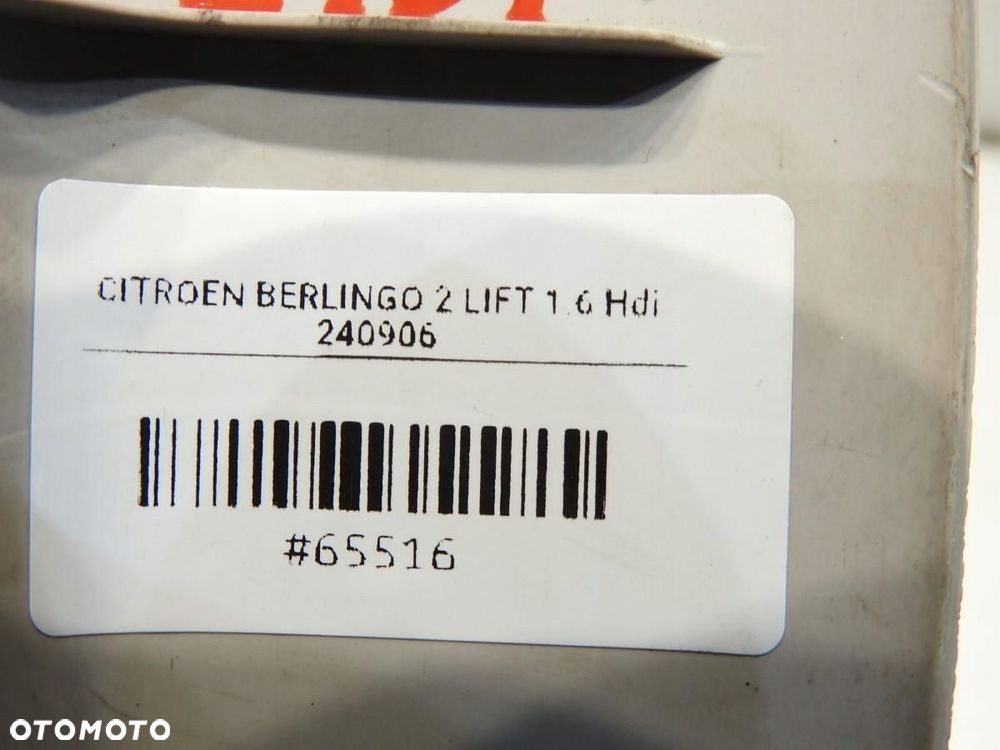 CITROEN BERLINGO 2 LIFT 1.6 Hdi
240906
#65516
OTOMOTO